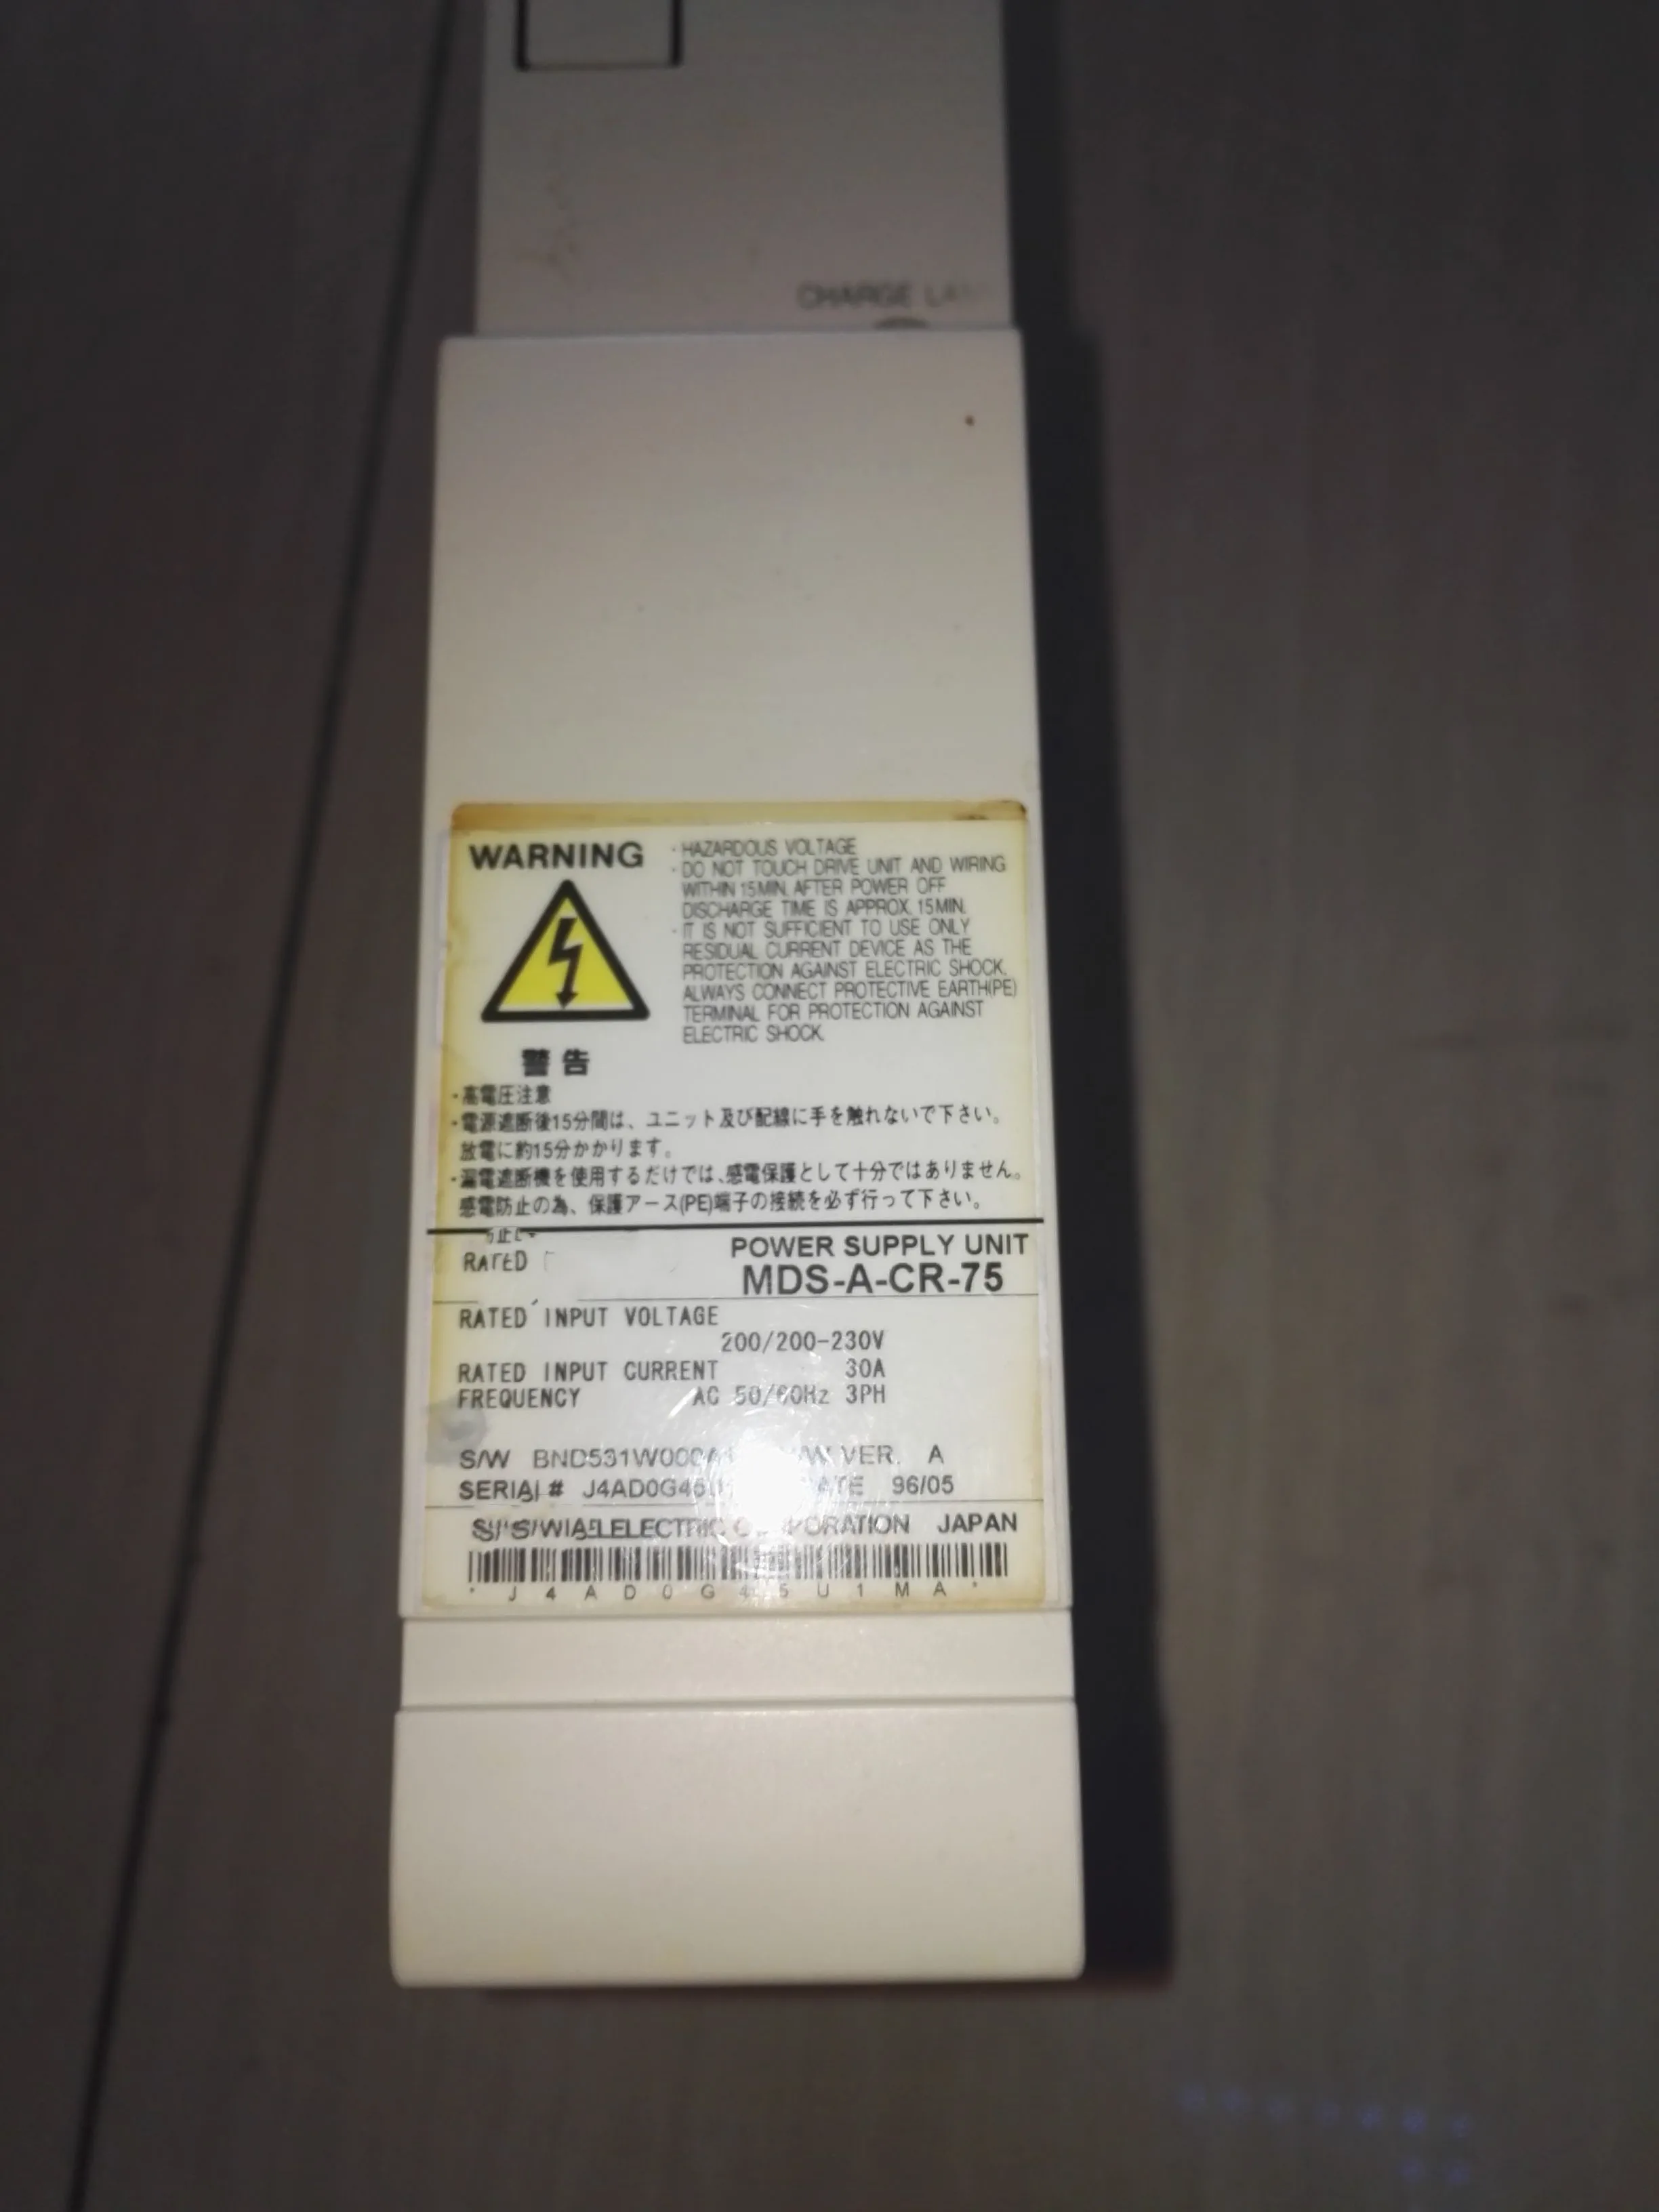 CHARGE
WARNING
・HAZARDOUS VOLTAGE
・DO NOT TOUCH DRIVE UNIT AND WIRING
WITHIN 15MIN. AFTER POWER OFF
DISCHARGE TIME IS APPROX. 15MIN.
・IT IS NOT SUFFICIENT TO USE ONLY
RESIDUAL CURRENT DEVICE AS THE
PROTECTION AGAINST ELECTRIC SHOCK.
ALWAYS CONNECT PROTECTIVE EARTH(PE)
TERMINAL FOR PROTECTION AGAINST
ELECTRIC SHOCK.
警告
・高電圧注意
・電源遮断後15分間は、ユニット及び配線に手を触れないで下さい。
放電に約15分かかります。
・漏電遮断機を使用するだけでは、感電保護として十分ではありません。
感電防止の為、保護アース(PE)端子の接続を必ず行って下さい。
RATED
POWER SUPPLY UNIT
MDS-A-CR-75
RATED INPUT VOLTAGE
200/200-230V
RATED INPUT CURRENT 30A
FREQUENCY AC 50/60Hz 3PH
S/W VER. A
SERIAL# 96/05
JAPAN
*J4AD0G45U1MA*